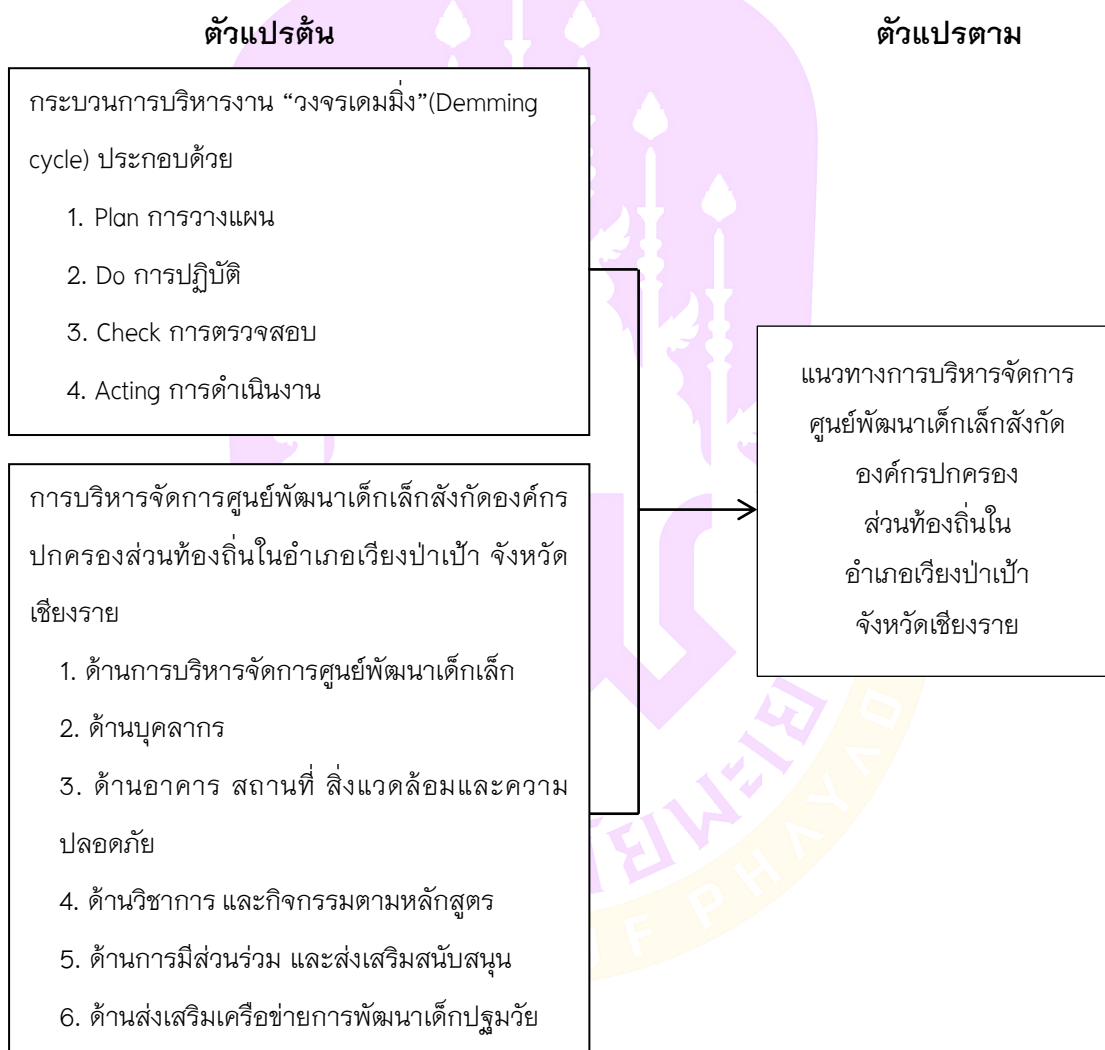 ตัวแปรต้น
ตัวแปรตาม
กระบวนการบริหารงาน “วงจรเดมมิ่ง”(Demming
cycle) ประกอบด้วย
1. Plan การวางแผน
2. Do การปฏิบัติ
3. Check การตรวจสอบ
4. Acting การดำเนินงาน
การบริหารจัดการศูนย์พัฒนาเด็กเล็กสังกัดองค์กร
ปกครองส่วนท้องถิ่นในอำเภอเวียงป่าเป้า จังหวัด
เชียงราย
1. ด้านการบริหารจัดการศูนย์พัฒนาเด็กเล็ก
2. ด้านบุคลากร
3. ด้านอาคาร สถานที่ สิ่งแวดล้อมและความ
ปลอดภัย
4. ด้านวิชาการ และกิจกรรมตามหลักสูตร
5. ด้านการมีส่วนร่วม และส่งเสริมสนับสนุน
6. ด้านส่งเสริมเครือข่ายการพัฒนาเด็กปฐมวัย
แนวทางการบริหารจัดการ
ศูนย์พัฒนาเด็กเล็กสังกัด
องค์กรปกครอง
ส่วนท้องถิ่นใน
อำเภอเวียงป่าเป้า
จังหวัดเชียงราย